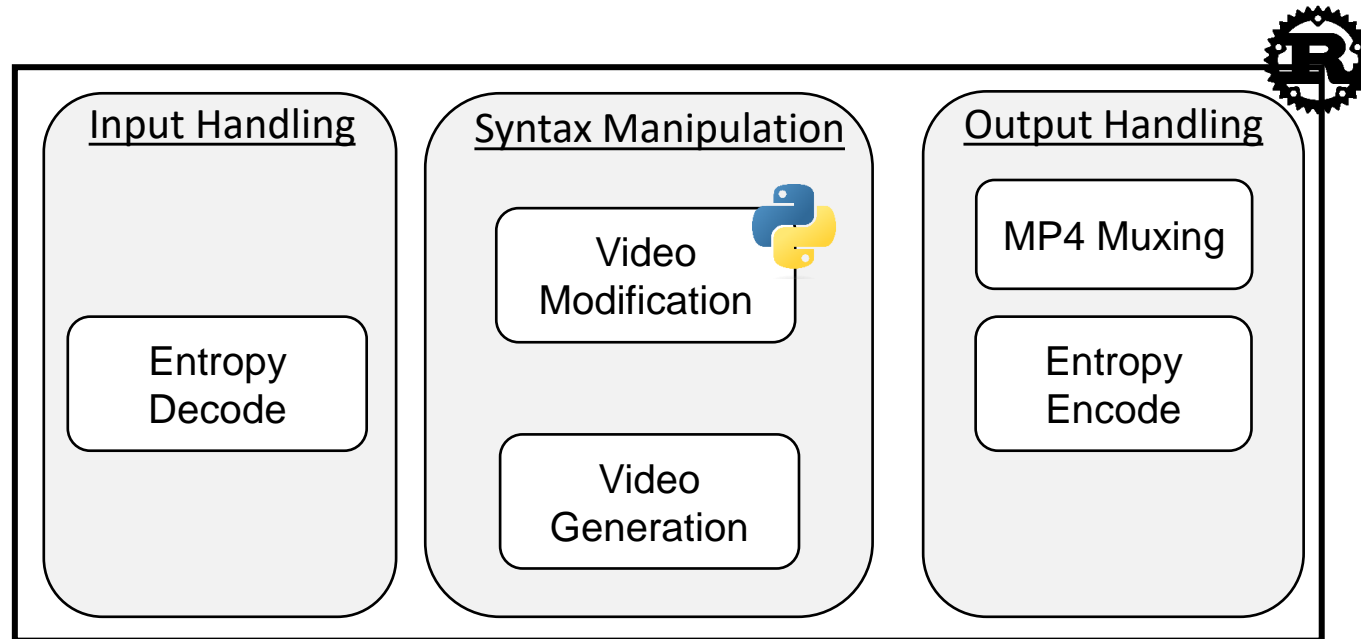 Input Handling
Entropy
Decode
Syntax Manipulation
Video
Modification
Video
Generation
Output Handling
MP4 Muxing
Entropy
Encode
R